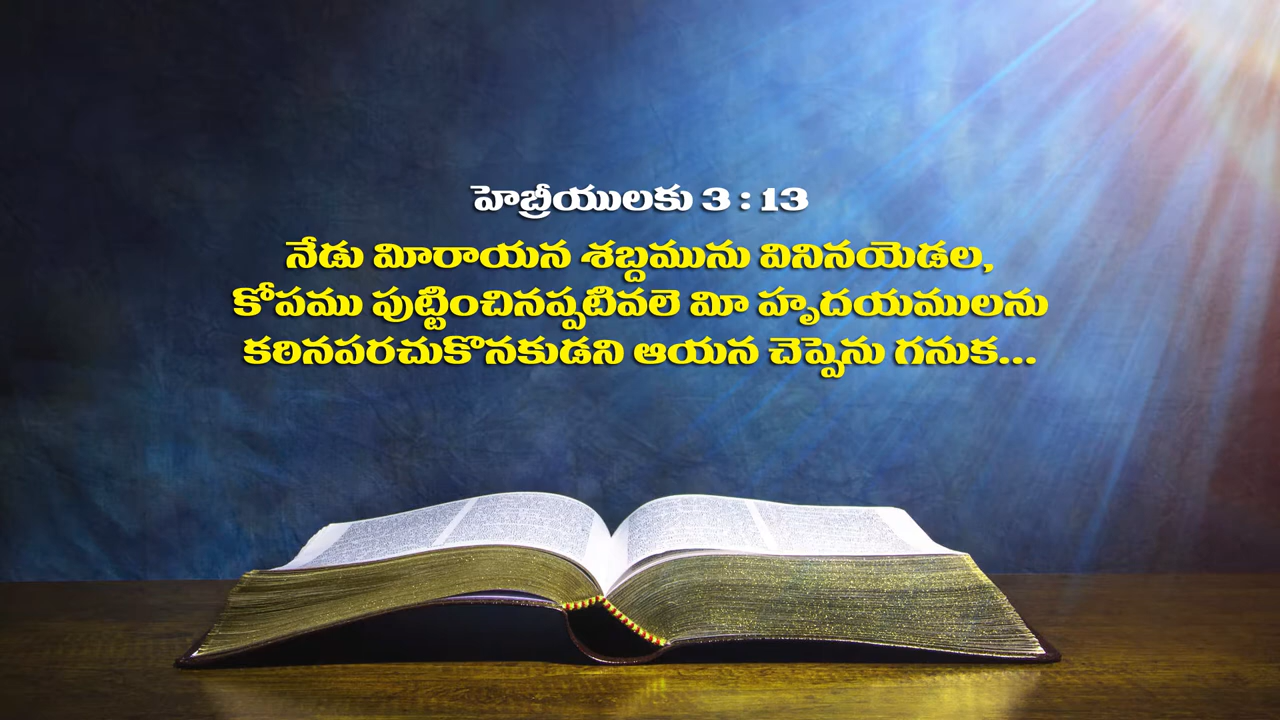 హెబ్రీయులకు 3 : 13
నేడు మీరాయన శబ్దమును వినినయెడల,
కోపము పుట్టించినప్పటివలె మీ హృదయములను
కఠినపరచుకొనకుడని ఆయన చెప్పెను గనుక...